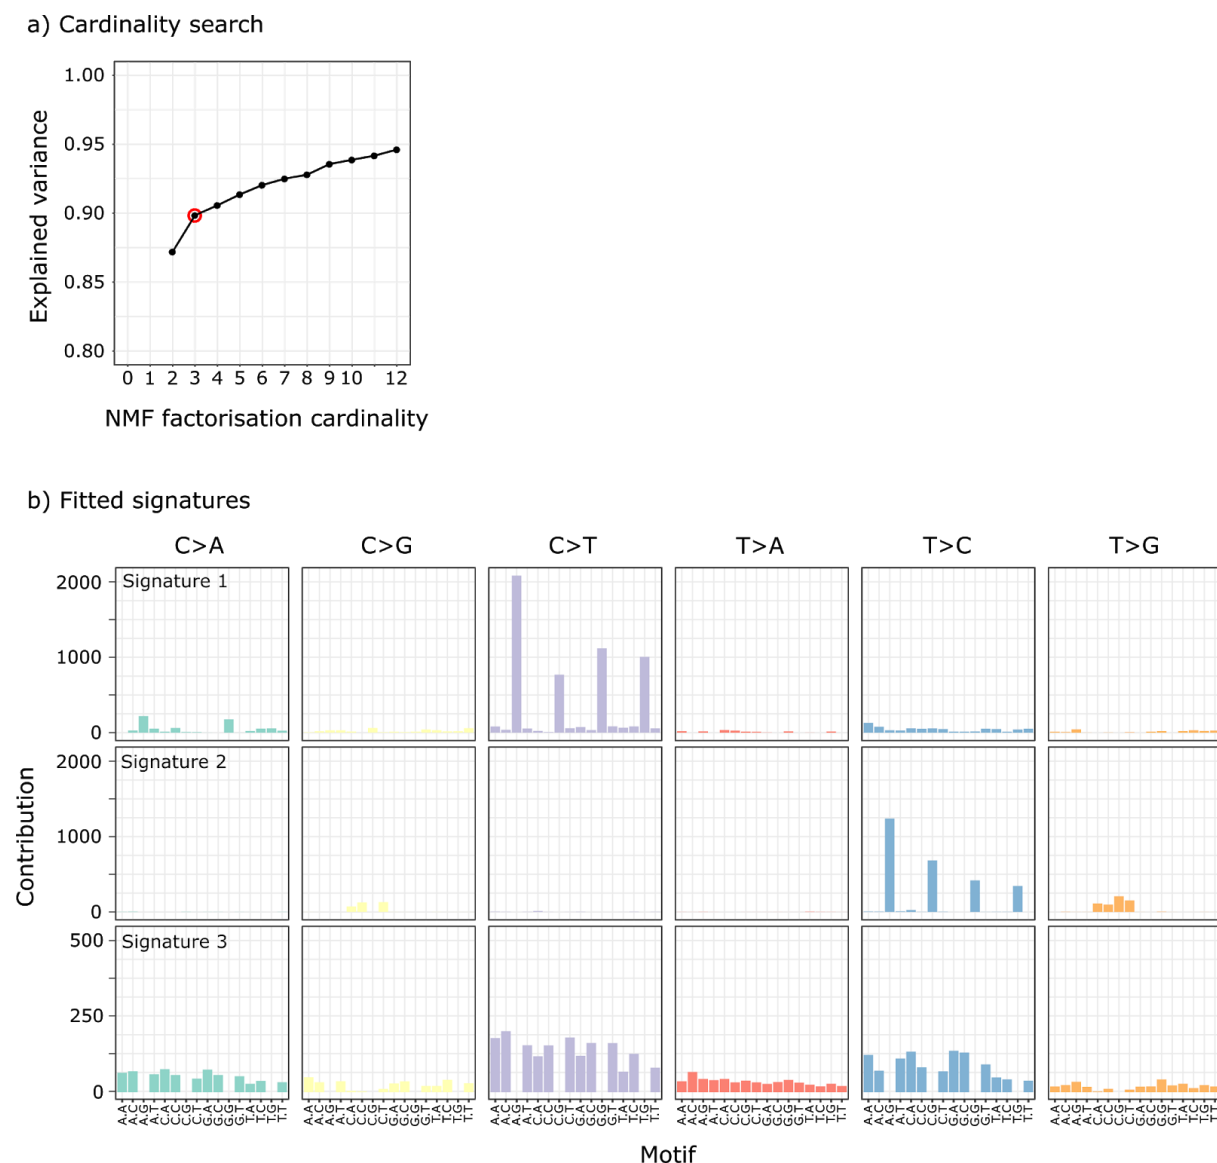 a) Cardinality search
1.00
0.95
0.90
0.85
0.80
Explained variance
0 1 2 3 4 5 6 7 8 9 10 12
NMF factorisation cardinality
b) Fitted signatures
C>A C>G C>T T>A T>C T>G
Signature 1
2000
1000
0
Signature 2
2000
1000
0
Signature 3
500
250
0
Contribution
A.A A.C A.G A.T C.A C.C C.G C.T G.A G.C G.G G.T T.A T.C T.G T.T
A.A A.C A.G A.T C.A C.C C.G C.T G.A G.C G.G G.T T.A T.C T.G T.T
A.A A.C A.G A.T C.A C.C C.G C.T G.A G.C G.G G.T T.A T.C T.G T.T
A.A A.C A.G A.T C.A C.C C.G C.T G.A G.C G.G G.T T.A T.C T.G T.T
A.A A.C A.G A.T C.A C.C C.G C.T G.A G.C G.G G.T T.A T.C T.G T.T
A.A A.C A.G A.T C.A C.C C.G C.T G.A G.C G.G G.T T.A T.C T.G T.T
Motif